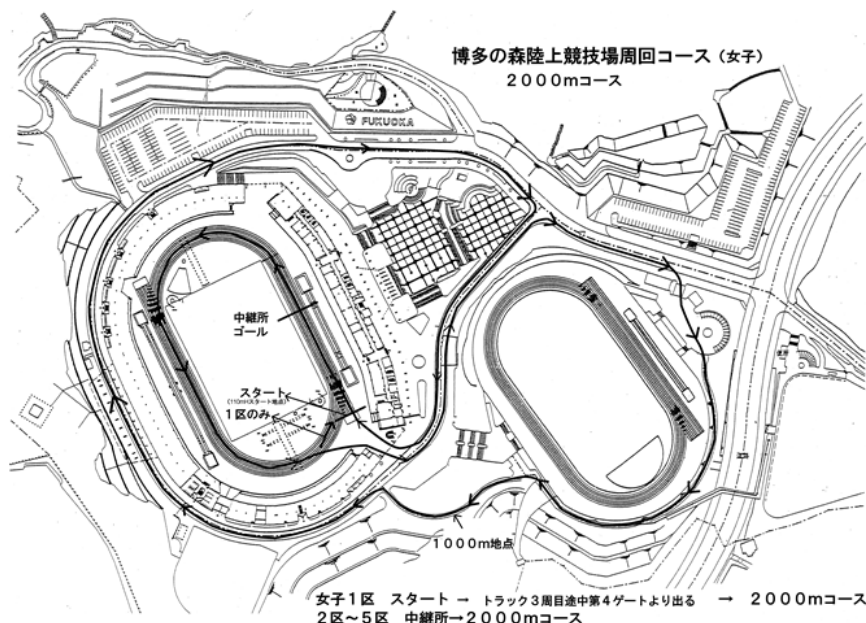 博多の森陸上競技場周回コース（女子）
２０００ｍコース
FUKUOKA
中継所
ゴール
スタート
（110mHスタート地点）
１区のみ
１０００ｍ地点
女子１区　スタート　→　トラック３周目途中第４ゲートより出る　→　２０００ｍコース
２区～５区　中継所→２０００ｍコース